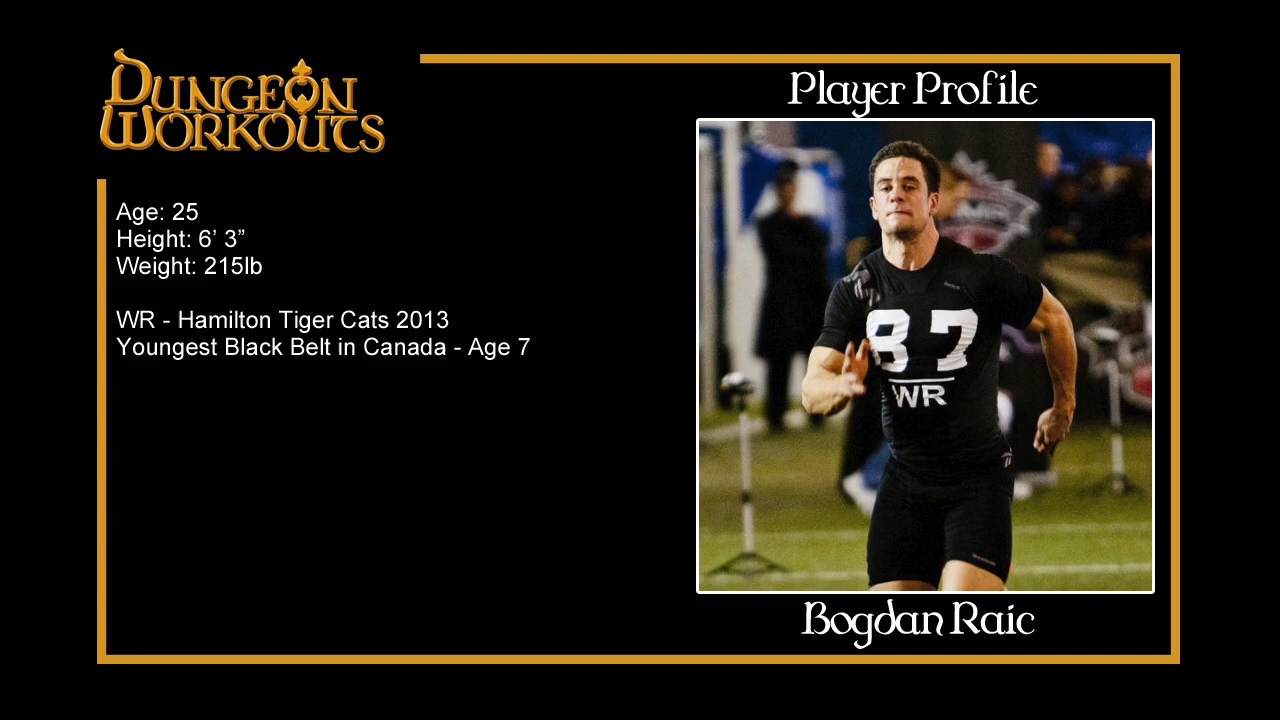 DUNGEON
WORKOUTS
Player Profile
Age: 25
Height: 6’ 3”
Weight: 215lb
WR - Hamilton Tiger Cats 2013
Youngest Black Belt in Canada - Age 7
87
WR
Bogdan Raic